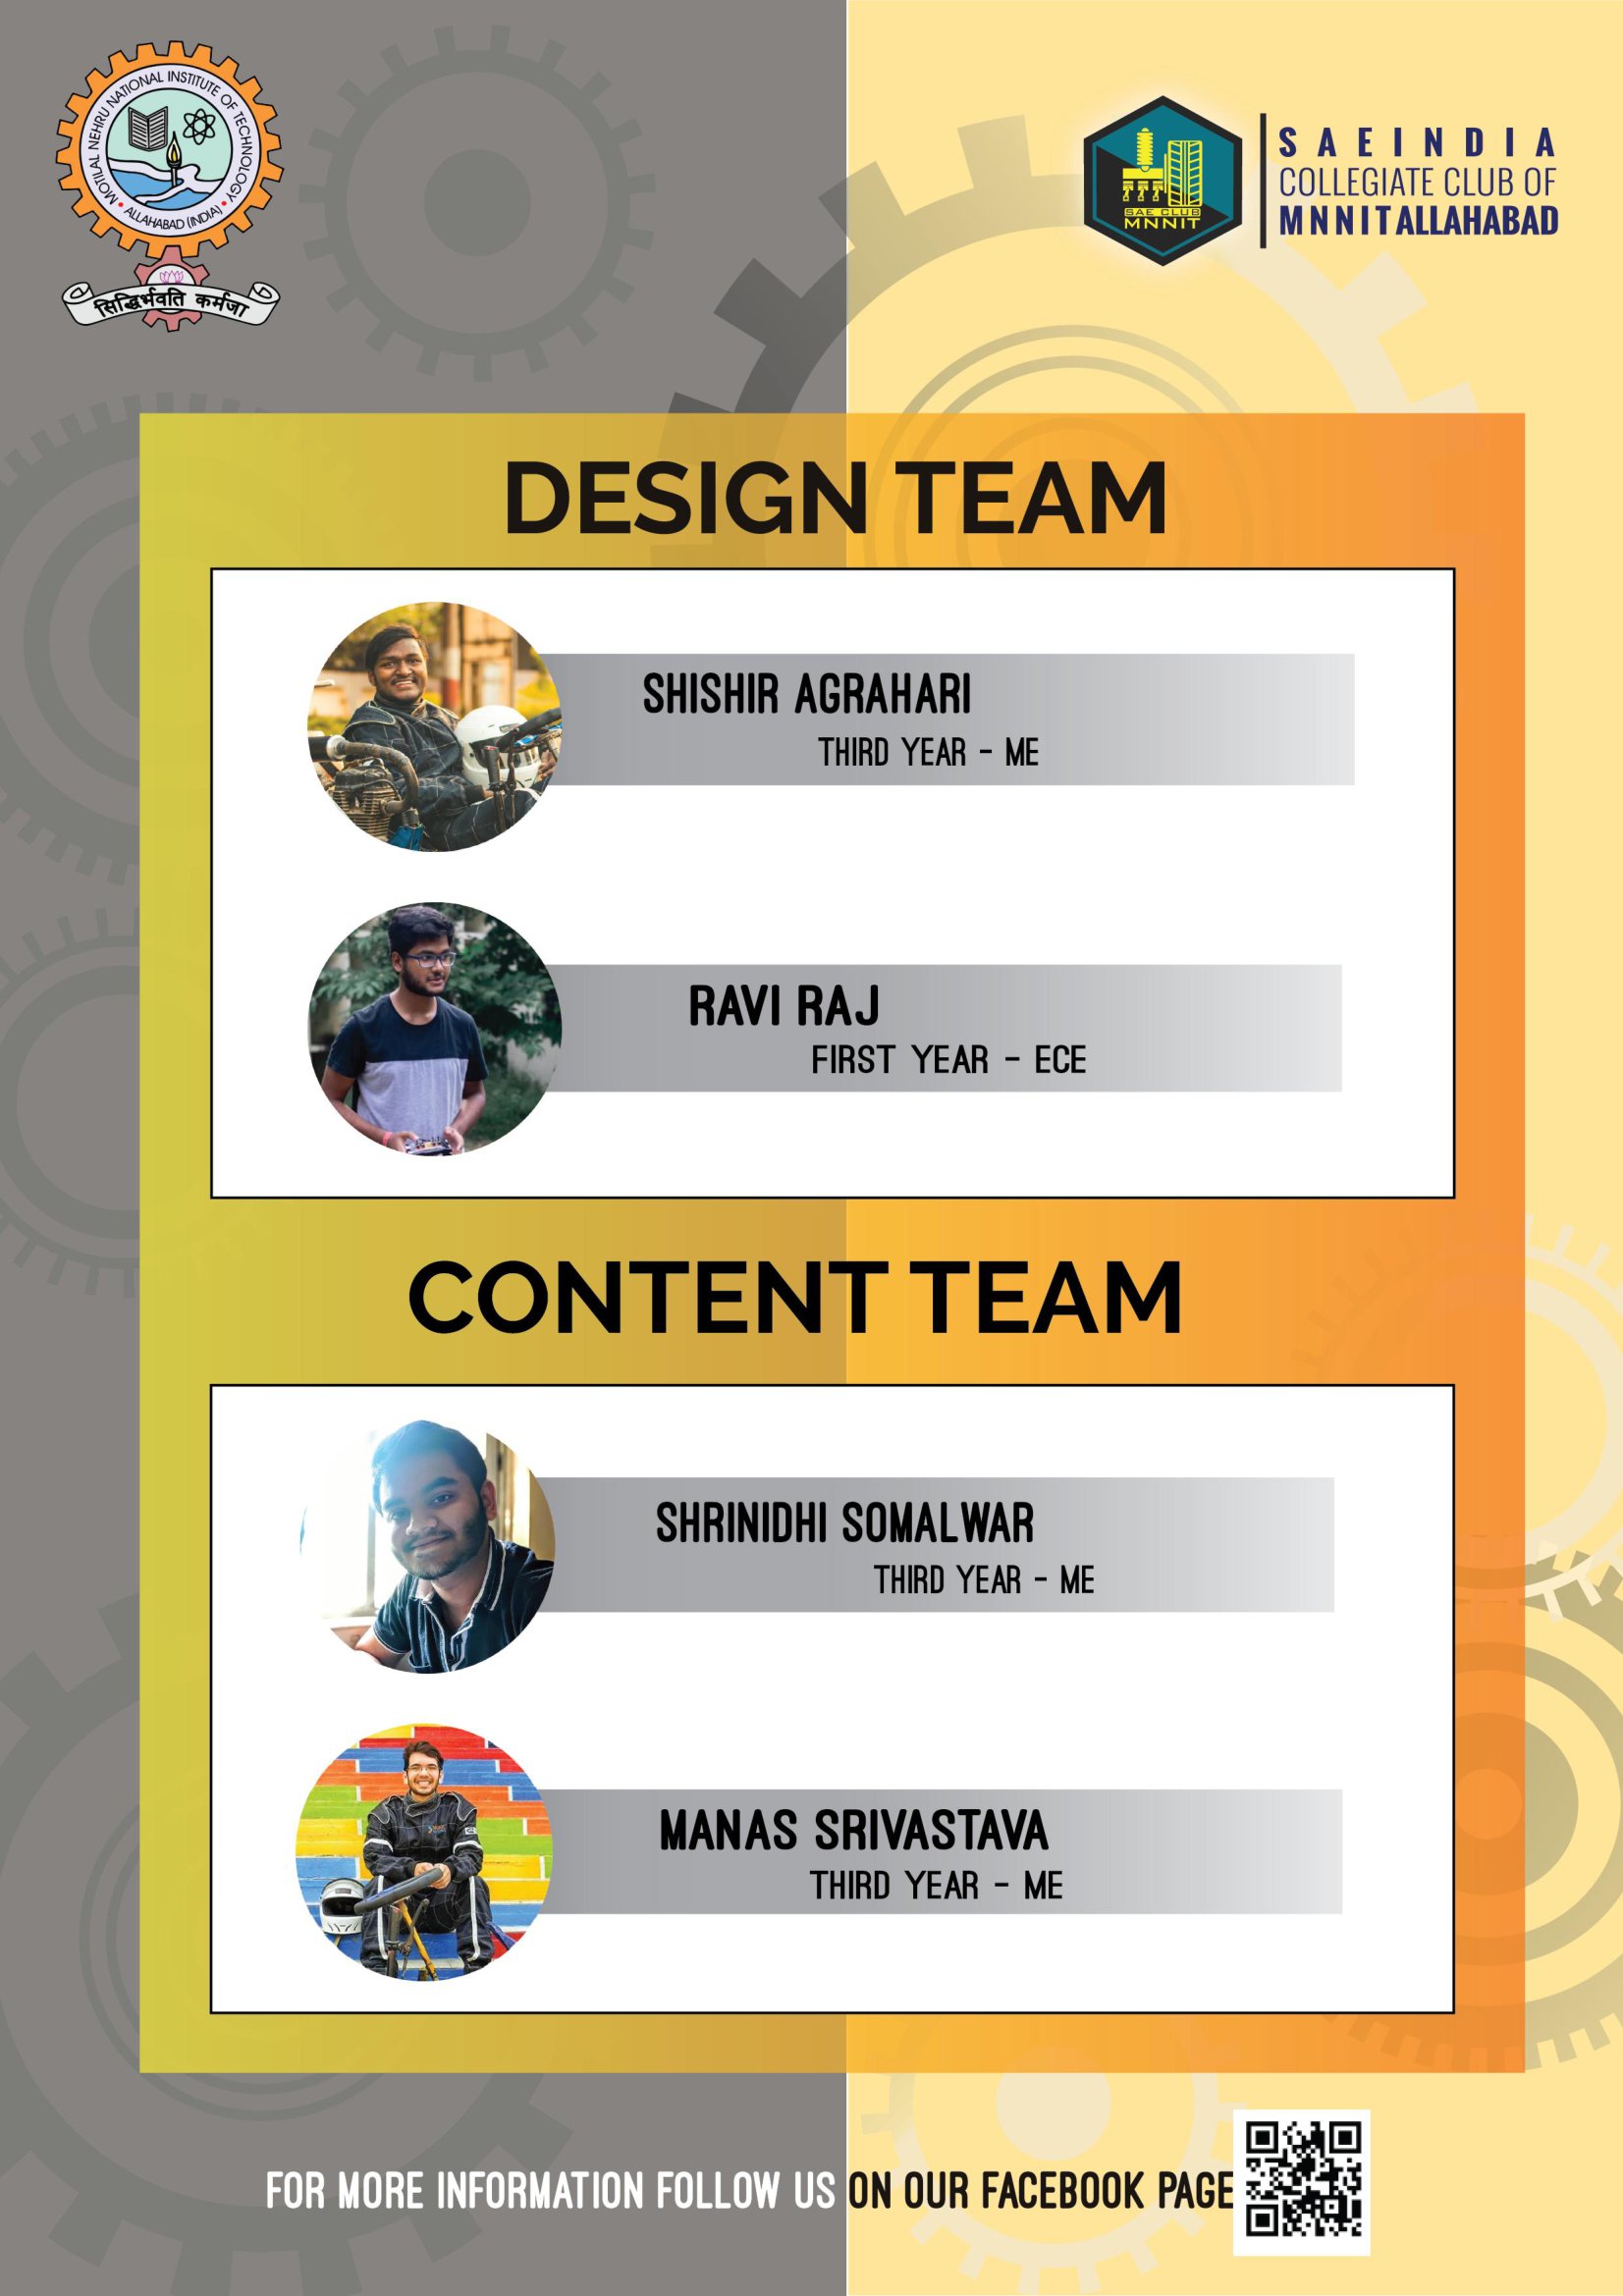 MOTILAL NEHRU NATIONAL INSTITUTE OF TECHNOLOGY
ALLAHABAD (INDIA)
सिद्धिर्भवति कर्मजा
SAE CLUB
MNNIT
SAEINDIA
COLLEGIATE CLUB OF
MNNIT ALLAHABAD
DESIGN TEAM
SHISHIR AGRAHARI
THIRD YEAR - ME
RAVI RAJ
FIRST YEAR - ECE
CONTENT TEAM
SHRINIDHI SOMALWAR
THIRD YEAR - ME
MANAS SRIVASTAVA
THIRD YEAR - ME
FOR MORE INFORMATION FOLLOW US ON OUR FACEBOOK PAGE